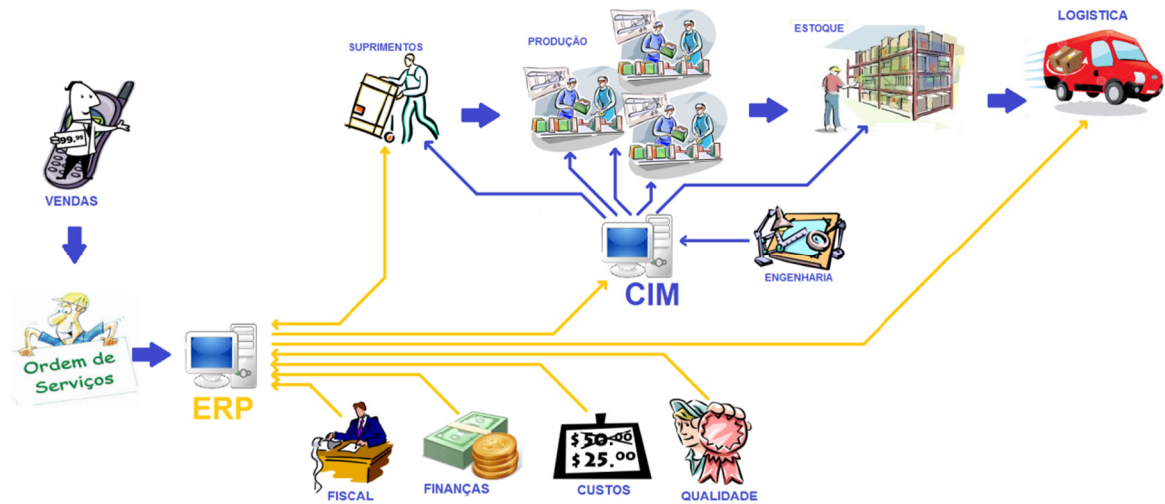 LOGISTICA
ESTOQUE
PRODUÇÃO
SUPRIMENTOS
99.95
VENDAS
ENGENHARIA
CIM
Ordem de
Serviços
ERP
$50.00
$25.00
FISCAL
FINANÇAS
CUSTOS
QUALIDADE